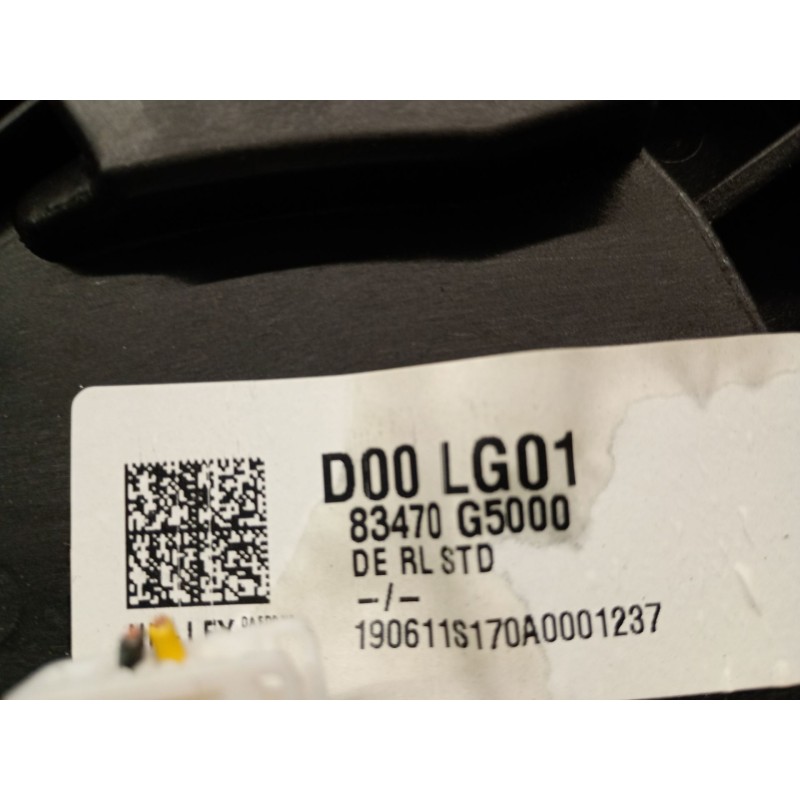 D00 LG01
83470 G5000
DE RL STD
-/-
190611S170A0001237